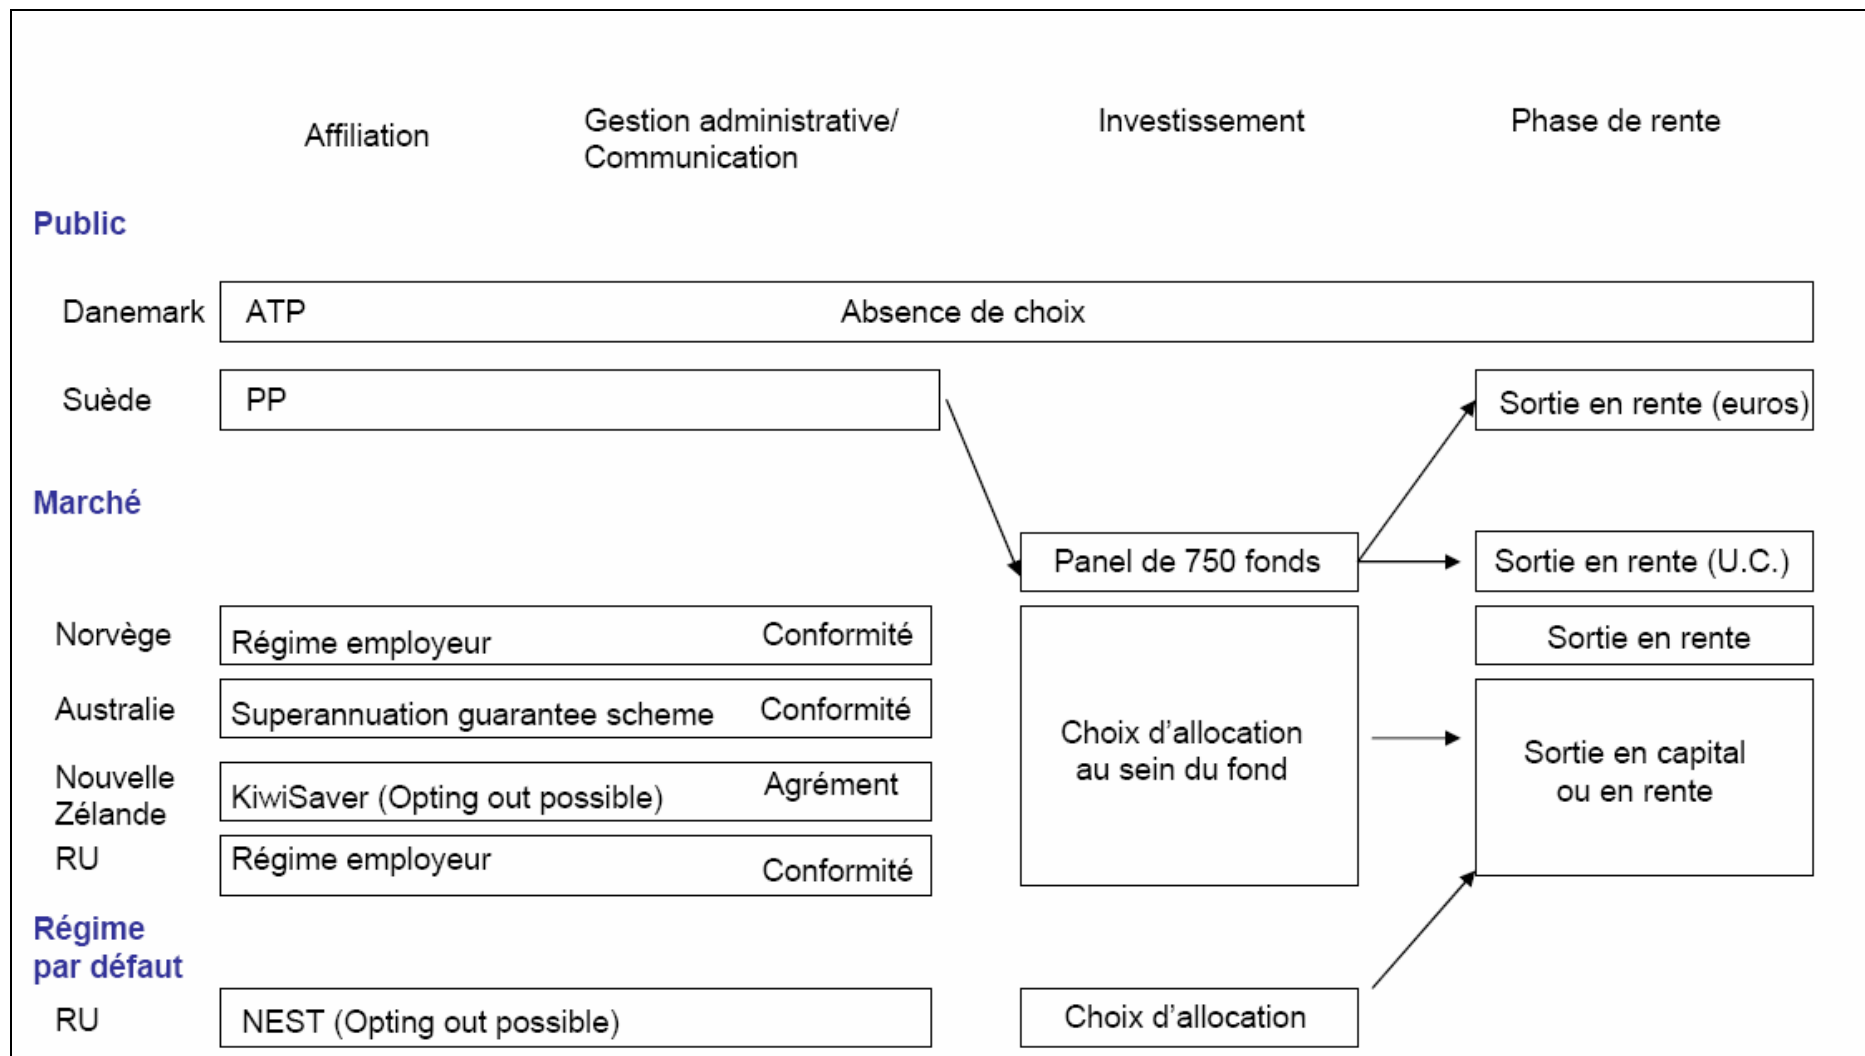 Affiliation
Gestion administrative/
Communication
Investissement
Phase de rente
Public
Danemark
ATP
Absence de choix
Suède
PP
Sortie en rente (euros)
Marché
Panel de 750 fonds
Sortie en rente (U.C.)
Norvège
Régime employeur
Conformité
Sortie en rente
Australie
Superannuation guarantee scheme
Conformité
Choix d'allocation
au sein du fond
Sortie en capital
ou en rente
Nouvelle
Zélande
KiwiSaver (Opting out possible)
Agrément
RU
Régime employeur
Conformité
Régime
par défaut
RU
NEST (Opting out possible)
Choix d'allocation